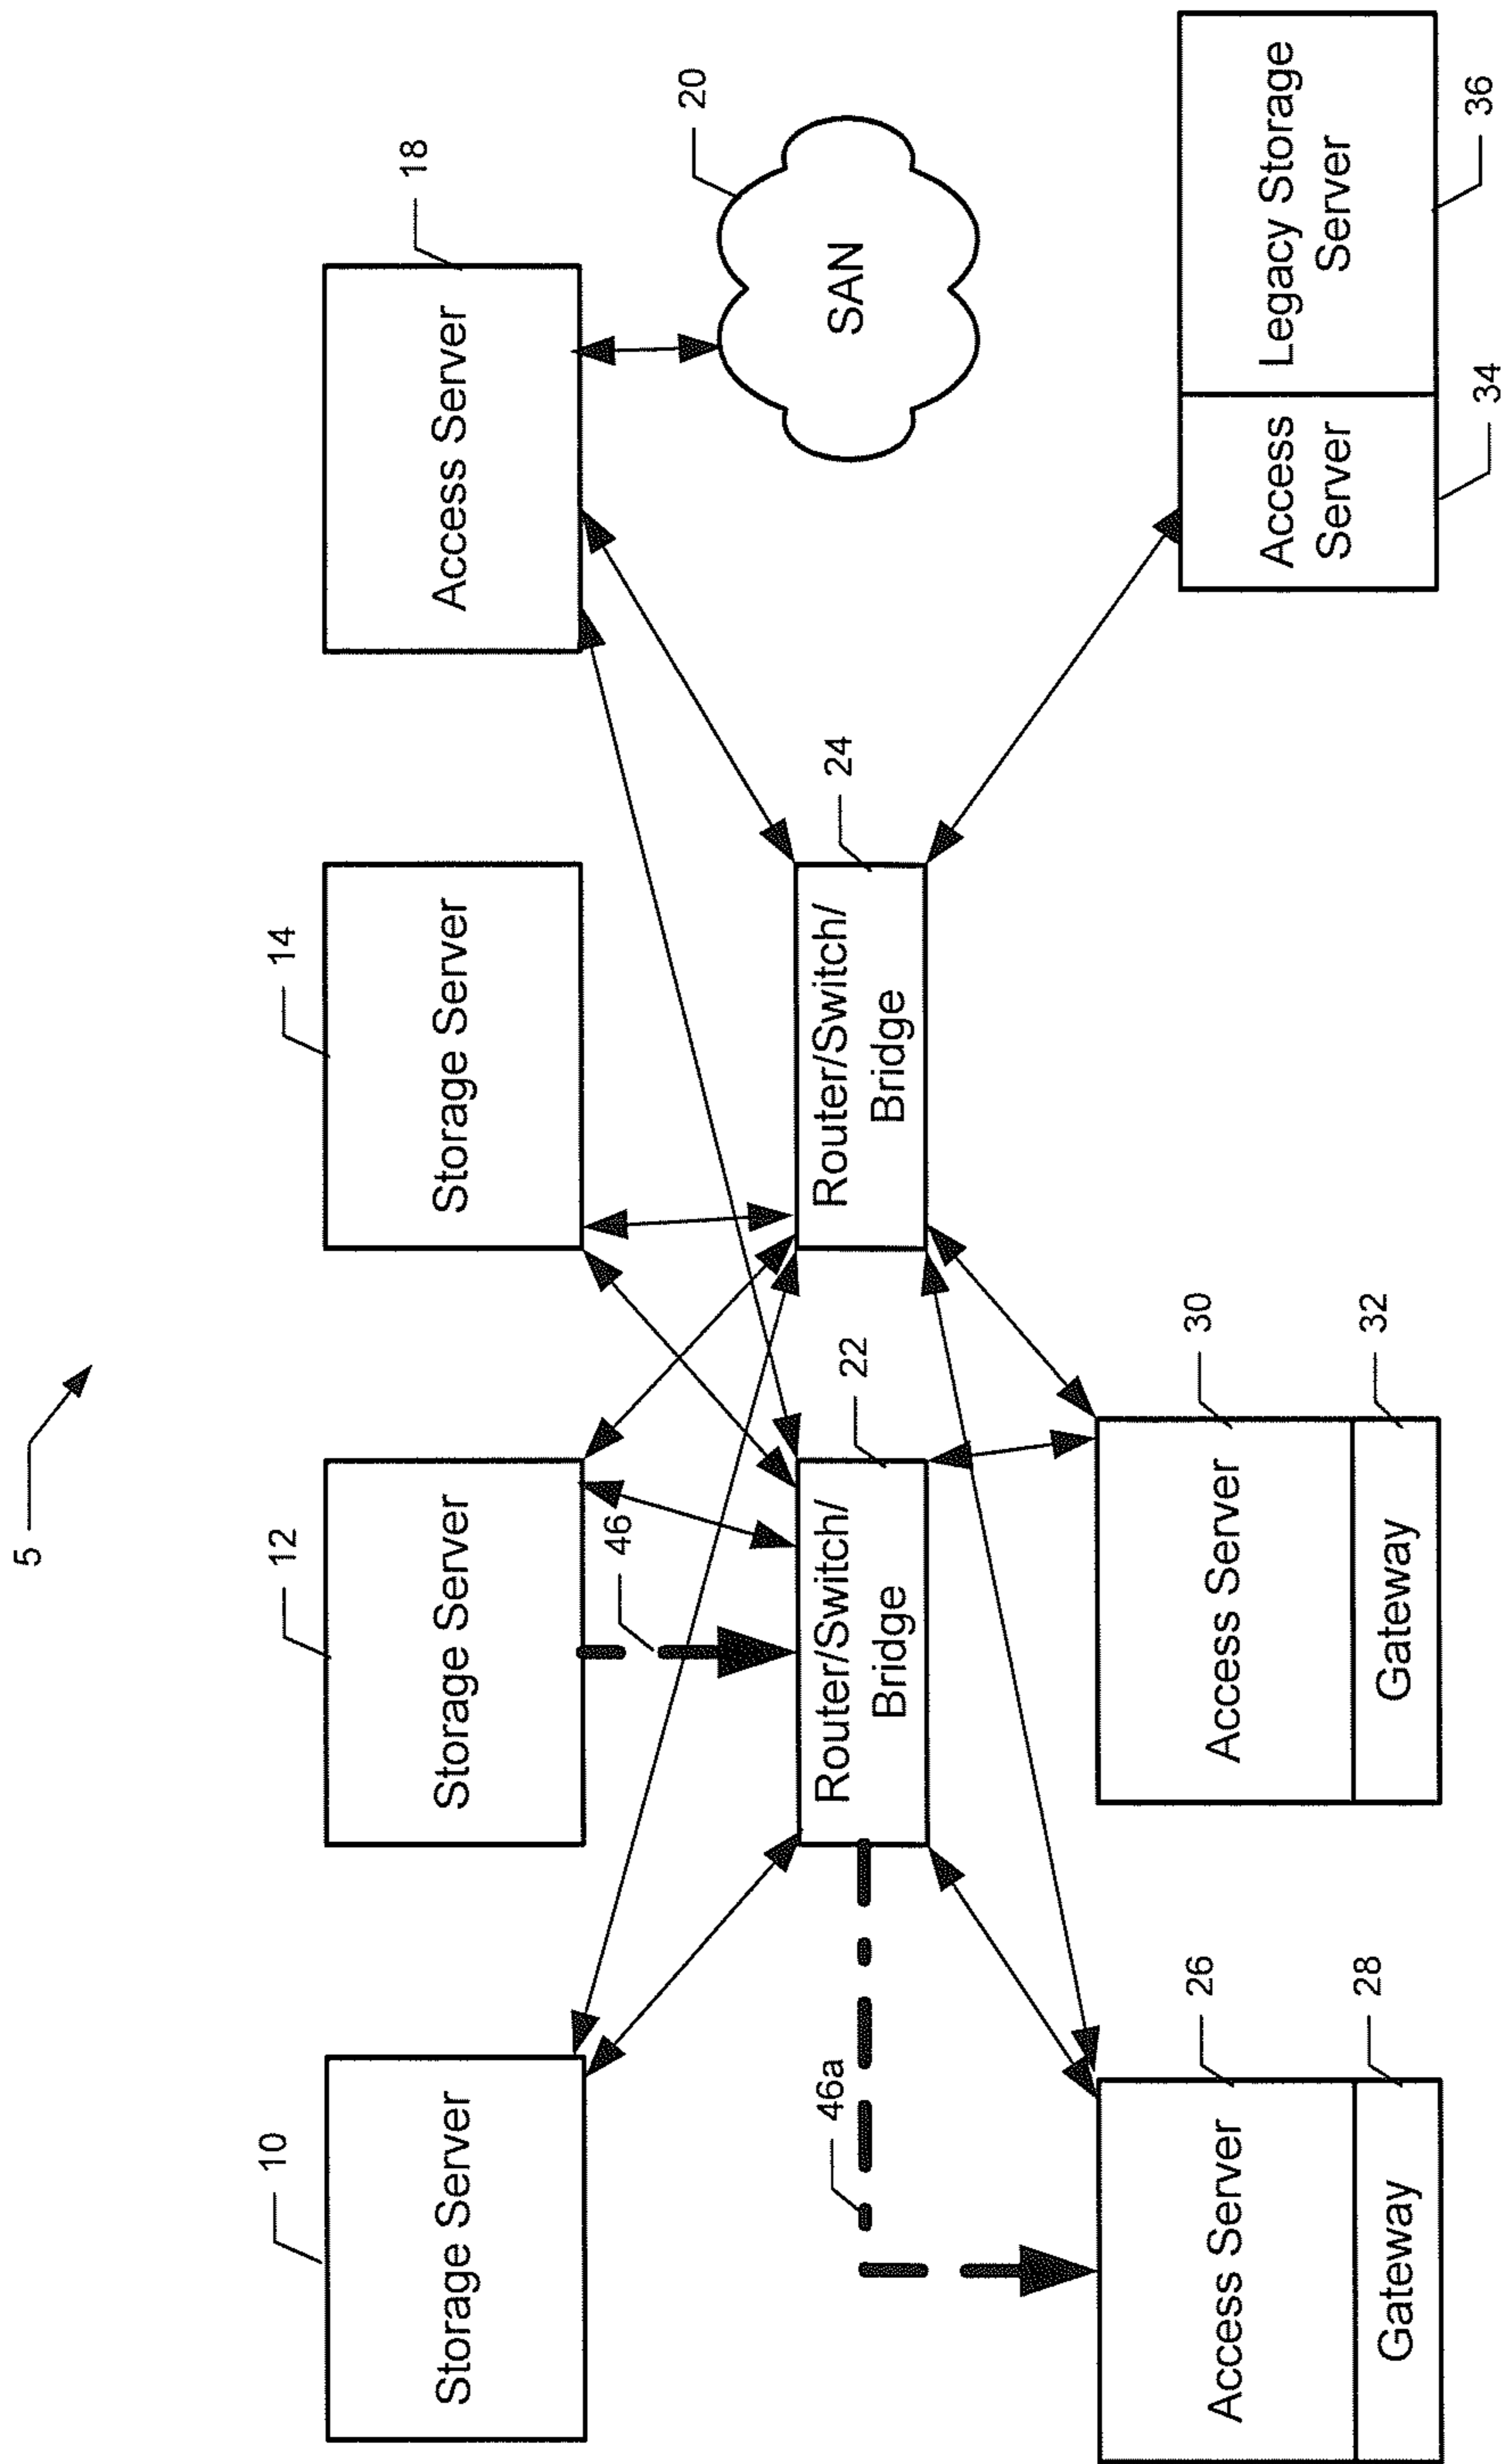 5
10
12
14
18
Storage Server
Storage Server
Storage Server
Access Server
46
20
SAN
Router/Switch/
Bridge
22
Router/Switch/
Bridge
24
46a
Access Server
26
Gateway
28
Access Server
30
Gateway
32
Access
Server
34
Legacy Storage
Server
36